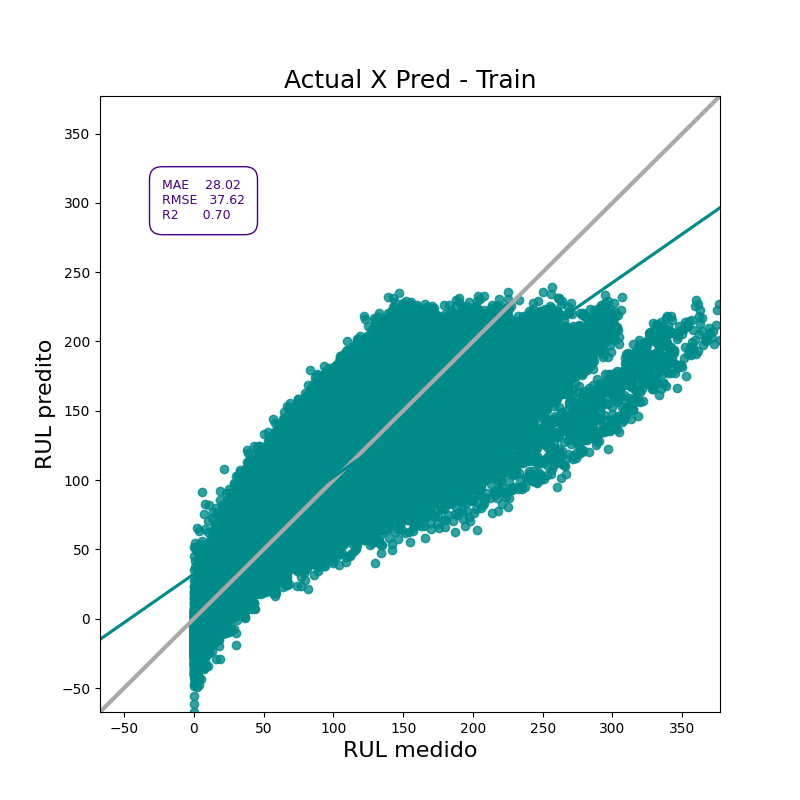 Actual X Pred - Train
MAE 28.02
RMSE 37.62
R2 0.70
RUL predito
350
300
250
200
150
100
50
0
−50
−50 0 50 100 150 200 250 300 350
RUL medido